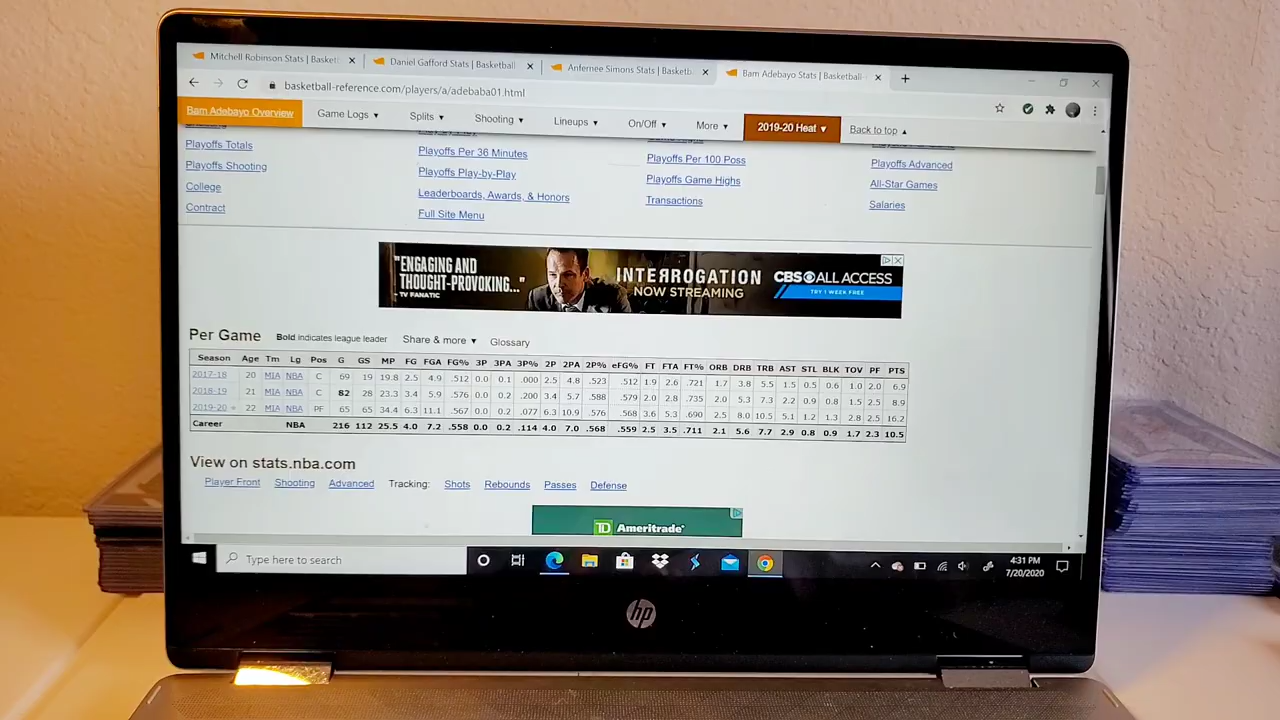 Mitchell Robinson Stats | Basket
Daniel Gafford Stats | Basketball
Anfernee Simons Stats | Basketb
Bam Adebayo Stats | Basketball-
basketball-reference.com/players/a/adebaba01.html
Bam Adebayo Overview Game Logs Splits Shooting Lineups On/Off More 2019-20 Heat Back to top
Playoffs Totals Playoffs Per 36 Minutes Playoffs Per 100 Poss Playoffs Advanced
Playoffs Shooting Playoffs Play-by-Play Playoffs Game Highs All-Star Games
College Leaderboards, Awards, & Honors Transactions Salaries
Contract Full Site Menu
"ENGAGING AND
THOUGHT-PROVOKING..."
- TV FANATIC
INTERROGATION
NOW STREAMING
CBS ALL ACCESS
TRY 1 WEEK FREE
Per Game Bold indicates league leader Share & more Glossary
Season Age Tm Lg Pos G GS MP FG FGA FG% 3P 3PA 3P% 2P 2PA 2P% eFG% FT FTA FT% ORB DRB TRB AST STL BLK TOV PF PTS
2017-18 20 MIA NBA C 69 19 19.8 2.5 4.9 .512 0.0 0.1 .000 2.5 4.8 .523 .512 1.9 2.6 .721 1.7 3.8 5.5 1.5 0.5 0.6 1.0 2.0 6.9
2018-19 21 MIA NBA C 82 28 23.3 3.4 5.9 .576 0.0 0.2 .200 3.4 5.7 .588 .579 2.0 2.8 .735 2.0 5.3 7.3 2.2 0.9 0.8 1.5 2.5 8.9
2019-20 22 MIA NBA PF 65 65 34.4 6.3 11.1 .567 0.0 0.2 .077 6.3 10.9 .576 .568 3.6 5.3 .690 2.5 8.0 10.5 5.1 1.2 1.3 2.8 2.5 16.2
Career NBA 216 112 25.5 4.0 7.2 .558 0.0 0.2 .114 4.0 7.0 .568 .559 2.5 3.5 .711 2.1 5.6 7.7 2.9 0.8 0.9 1.7 2.3 10.5
View on stats.nba.com
Player Front Shooting Advanced Tracking: Shots Rebounds Passes Defense
TD Ameritrade
Type here to search
4:31 PM
7/20/2020
hp